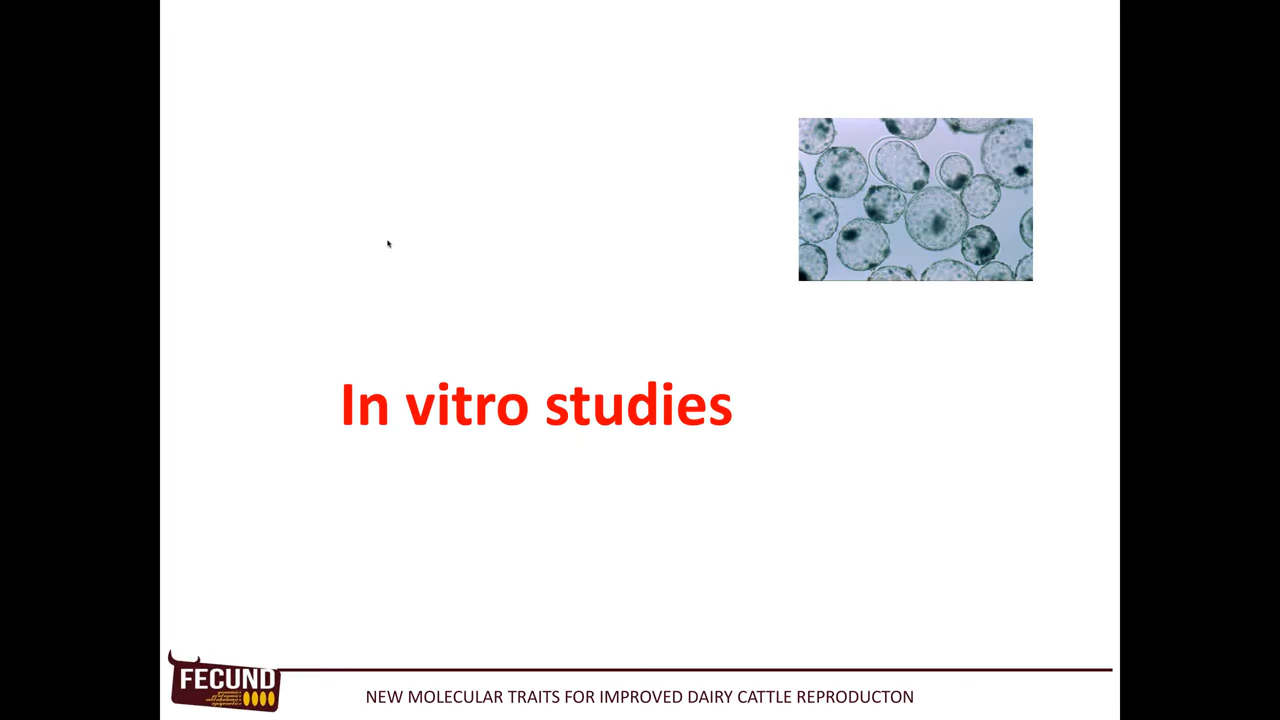 In vitro studies
FECUND
NEW MOLECULAR TRAITS FOR IMPROVED DAIRY CATTLE REPRODUCTON